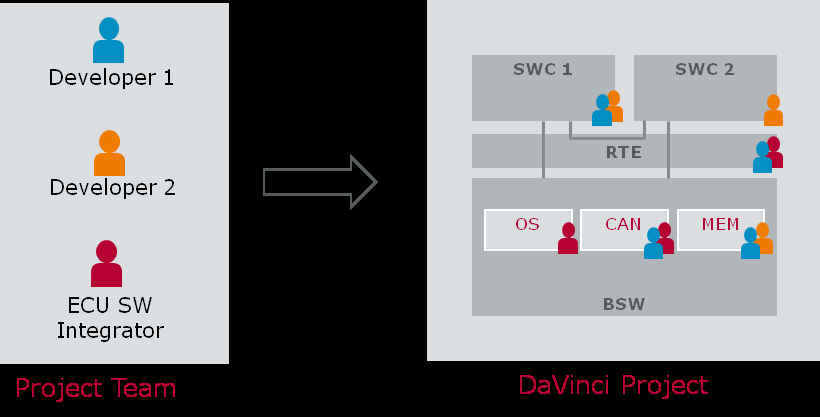 Developer 1
Developer 2
ECU SW
Integrator
Project Team
SWC 1
SWC 2
RTE
OS
CAN
MEM
BSW
DaVinci Project